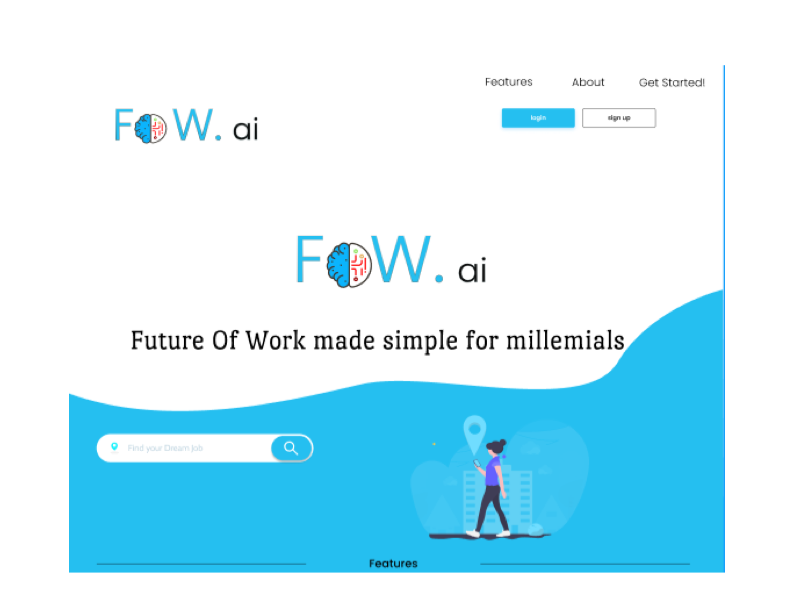 Features About Get Started!
login sign up
FOW. ai
FOW. ai
Future Of Work made simple for millemials
Find your Dream Job
Features